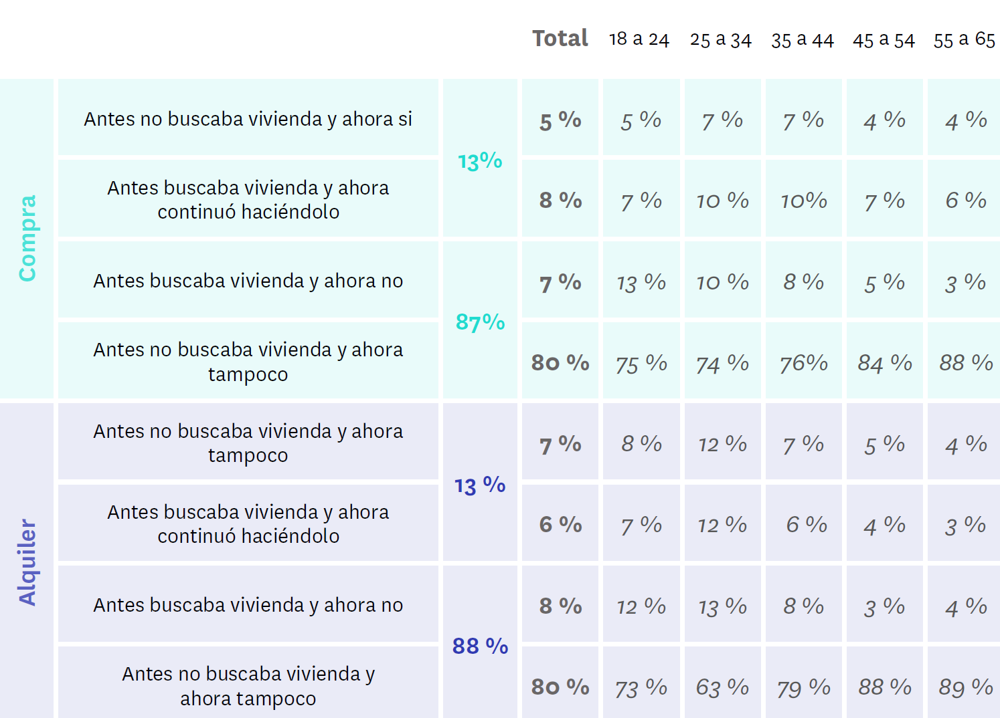 Total 18 a 24 25 a 34 35 a 44 45 a 54 55 a 65
Compra
Antes no buscaba vivienda y ahora si
13%
5 % 5 % 7 % 7 % 4 % 4 %
Antes buscaba vivienda y ahora
continuó haciéndolo
8 % 7 % 10 % 10% 7 % 6 %
Antes buscaba vivienda y ahora no
87%
7 % 13 % 10 % 8 % 5 % 3 %
Antes no buscaba vivienda y ahora
tampoco
80 % 75 % 74 % 76% 84 % 88 %
Alquiler
Antes no buscaba vivienda y ahora
tampoco
13 %
7 % 8 % 12 % 7 % 5 % 4 %
Antes buscaba vivienda y ahora
continuó haciéndolo
6 % 7 % 12 % 6 % 4 % 3 %
Antes buscaba vivienda y ahora no
88 %
8 % 12 % 13 % 8 % 3 % 4 %
Antes no buscaba vivienda y
ahora tampoco
80 % 73 % 63 % 79 % 88 % 89 %